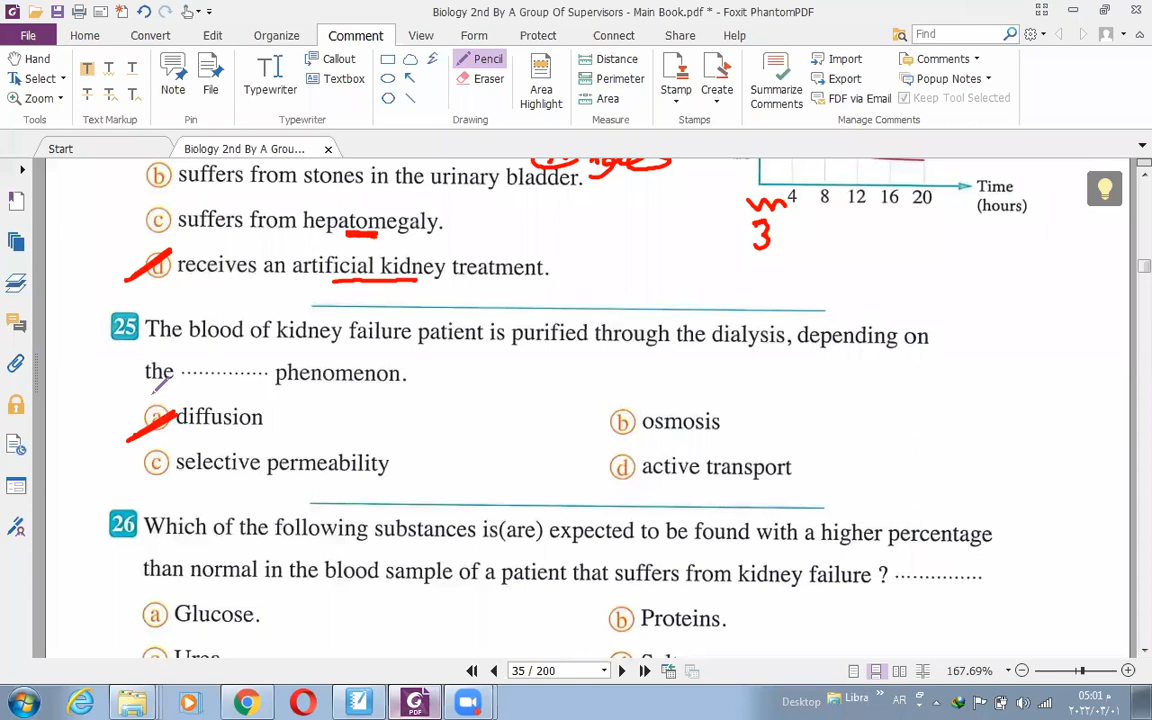 Biology 2nd By A Group Of Supervisors - Main Book.pdf * - Foxit PhantomPDF
File Home Convert Edit Organize Comment View Form Protect Connect Share Help Find
Hand
Select
Zoom
Tools
Text Markup
Note
File
Pin
Typewriter
Callout
Textbox
Typewriter
Pencil
Eraser
Drawing
Area Highlight
Distance
Perimeter
Area
Measure
Stamp
Create
Stamps
Summarize Comments
Import
Export
FDF via Email
Comments
Popup Notes
Keep Tool Selected
Manage Comments
Start
Biology 2nd By A Grou...
b suffers from stones in the urinary bladder.
c suffers from hepatomegaly.
d receives an artificial kidney treatment.
4 8 12 16 20
Time (hours)
3
25 The blood of kidney failure patient is purified through the dialysis, depending on
the ............... phenomenon.
a diffusion
b osmosis
c selective permeability
d active transport
26 Which of the following substances is(are) expected to be found with a higher percentage
than normal in the blood sample of a patient that suffers from kidney failure ? ...............
a Glucose.
b Proteins.
Urea
35 / 200
167.69%
Desktop Libra AR
05:01 م
٢٠٢٢/٠٣/٠١